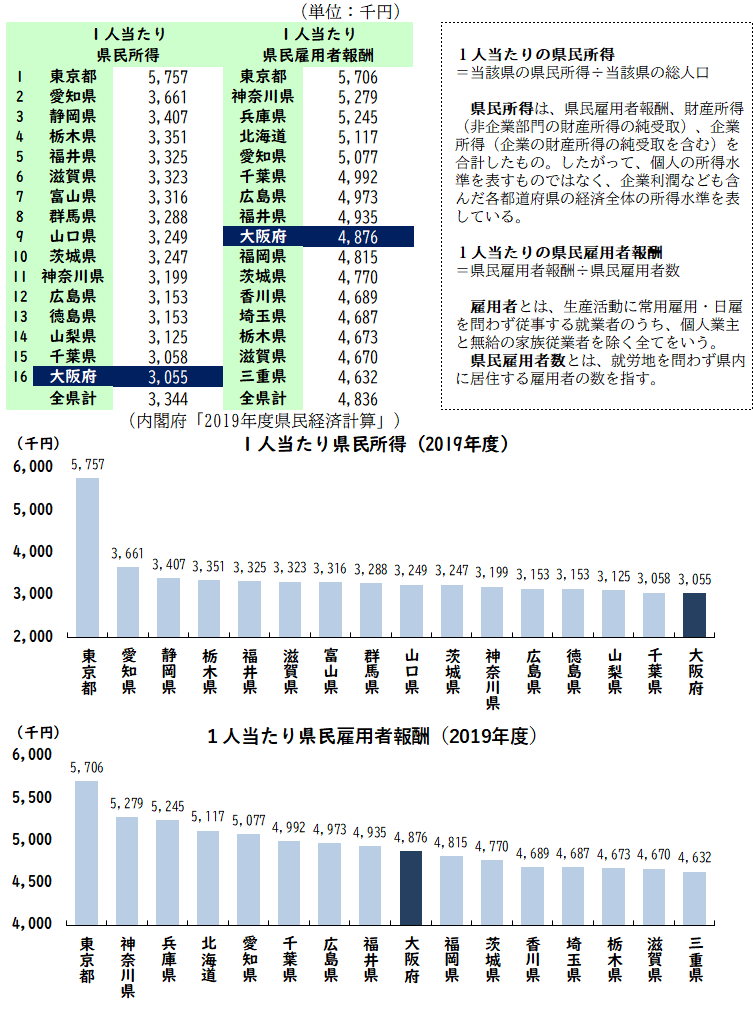 （単位：千円）
１人当たり
県民所得
１人当たり
県民雇用者報酬
1 東京都 5,757 東京都 5,706
2 愛知県 3,661 神奈川県 5,279
3 静岡県 3,407 兵庫県 5,245
4 栃木県 3,351 北海道 5,117
5 福井県 3,325 愛知県 5,077
6 滋賀県 3,323 千葉県 4,992
7 富山県 3,316 広島県 4,973
8 群馬県 3,288 福井県 4,935
9 山口県 3,249 大阪府 4,876
10 茨城県 3,247 福岡県 4,815
11 神奈川県 3,199 茨城県 4,770
12 広島県 3,153 香川県 4,689
13 徳島県 3,153 埼玉県 4,687
14 山梨県 3,125 栃木県 4,673
15 千葉県 3,058 滋賀県 4,670
16 大阪府 3,055 三重県 4,632
全県計 3,344 全県計 4,836
（内閣府「2019年度県民経済計算」）
１人当たりの県民所得
＝当該県の県民所得÷当該県の総人口
県民所得は、県民雇用者報酬、財産所得
（非企業部門の財産所得の純受取）、企業
所得（企業の財産所得の純受取を含む）を
合計したもの。したがって、個人の所得水
準を表すものではなく、企業利潤なども含
んだ各都道府県の経済全体の所得水準を表
している。
１人当たりの県民雇用者報酬
＝県民雇用者報酬÷県民雇用者数
雇用者とは、生産活動に常用雇用・日雇
を問わず従事する就業者のうち、個人業主
と無給の家族従業者を除く全てをいう。
県民雇用者数とは、就労地を問わず県内
に居住する雇用者の数を指す。
１人当たり県民所得（2019年度）
（千円）
6,000
5,000
4,000
3,000
2,000
5,757 3,661 3,407 3,351 3,325 3,323 3,316 3,288 3,249 3,247 3,199 3,153 3,153 3,125 3,058 3,055
東京都 愛知県 静岡県 栃木県 福井県 滋賀県 富山県 群馬県 山口県 茨城県 神奈川県 広島県 徳島県 山梨県 千葉県 大阪府
１人当たり県民雇用者報酬（2019年度）
（千円）
6,000
5,500
5,000
4,500
4,000
5,706 5,279 5,245 5,117 5,077 4,992 4,973 4,935 4,876 4,815 4,770 4,689 4,687 4,673 4,670 4,632
東京都 神奈川県 兵庫県 北海道 愛知県 千葉県 広島県 福井県 大阪府 福岡県 茨城県 香川県 埼玉県 栃木県 滋賀県 三重県